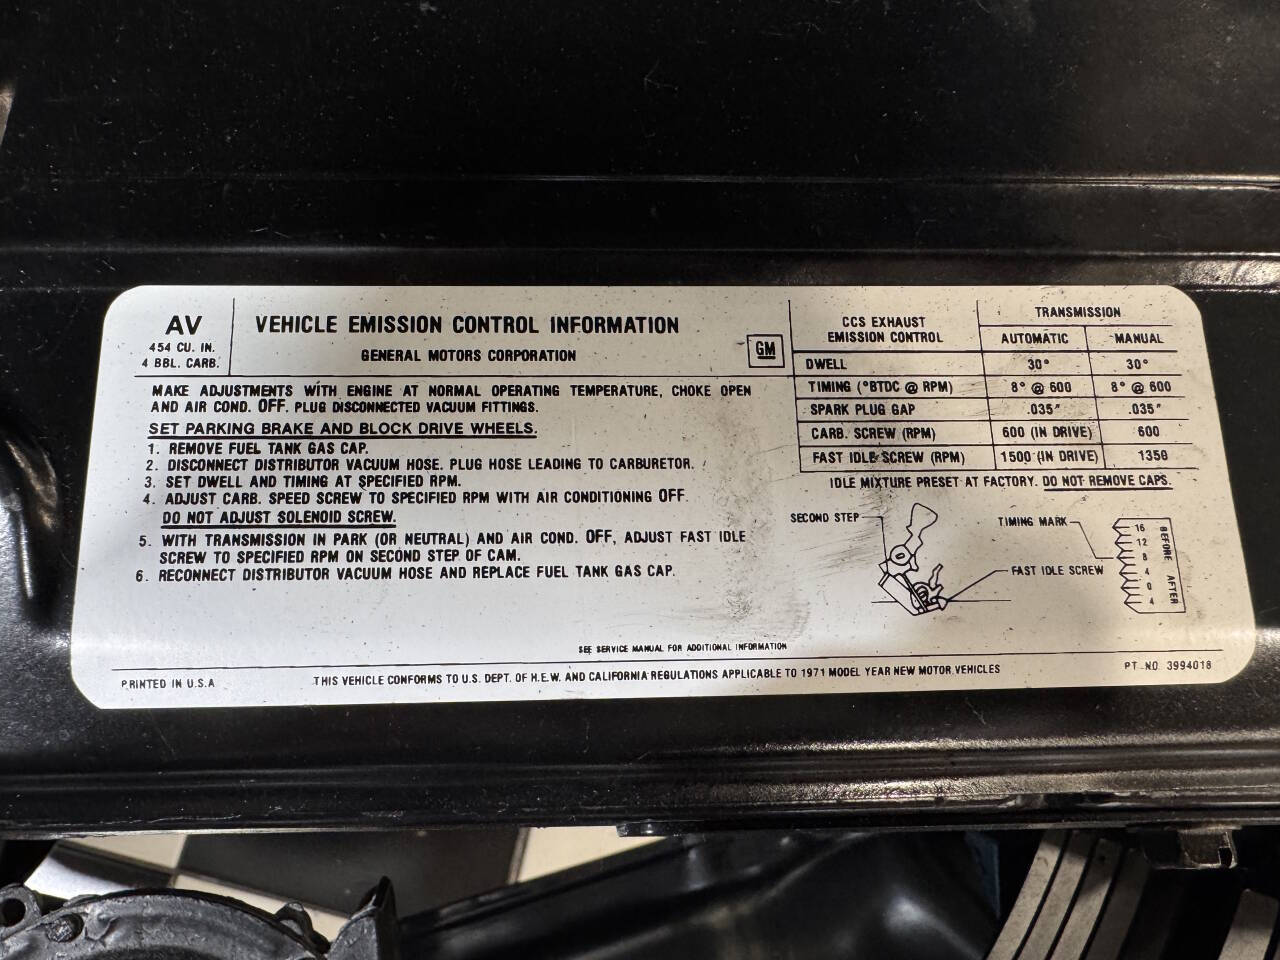 AV
454 CU. IN.
4 BBL. CARB.
VEHICLE EMISSION CONTROL INFORMATION
GENERAL MOTORS CORPORATION
GM
MAKE ADJUSTMENTS WITH ENGINE AT NORMAL OPERATING TEMPERATURE, CHOKE OPEN
AND AIR COND. OFF. PLUG DISCONNECTED VACUUM FITTINGS.
SET PARKING BRAKE AND BLOCK DRIVE WHEELS.
1. REMOVE FUEL TANK GAS CAP.
2. DISCONNECT DISTRIBUTOR VACUUM HOSE. PLUG HOSE LEADING TO CARBURETOR.
3. SET DWELL AND TIMING AT SPECIFIED RPM.
4. ADJUST CARB. SPEED SCREW TO SPECIFIED RPM WITH AIR CONDITIONING OFF.
DO NOT ADJUST SOLENOID SCREW.
5. WITH TRANSMISSION IN PARK (OR NEUTRAL) AND AIR COND. OFF, ADJUST FAST IDLE
SCREW TO SPECIFIED RPM ON SECOND STEP OF CAM.
6. RECONNECT DISTRIBUTOR VACUUM HOSE AND REPLACE FUEL TANK GAS CAP.
CCS EXHAUST
EMISSION CONTROL
TRANSMISSION
AUTOMATIC MANUAL
DWELL 30° 30°
TIMING (°BTDC @ RPM) 8° @ 600 8° @ 600
SPARK PLUG GAP .035" .035"
CARB. SCREW (RPM) 600 (IN DRIVE) 600
FAST IDLE SCREW (RPM) 1500 (IN DRIVE) 1350
IDLE MIXTURE PRESET AT FACTORY. DO NOT REMOVE CAPS.
SECOND STEP
FAST IDLE SCREW
TIMING MARK
16
12
8
4
0
4
BEFORE AFTER
SEE SERVICE MANUAL FOR ADDITIONAL INFORMATION
PRINTED IN U.S.A
THIS VEHICLE CONFORMS TO U.S. DEPT. OF H.E.W. AND CALIFORNIA REGULATIONS APPLICABLE TO 1971 MODEL YEAR NEW MOTOR VEHICLES
PT. NO. 3994018